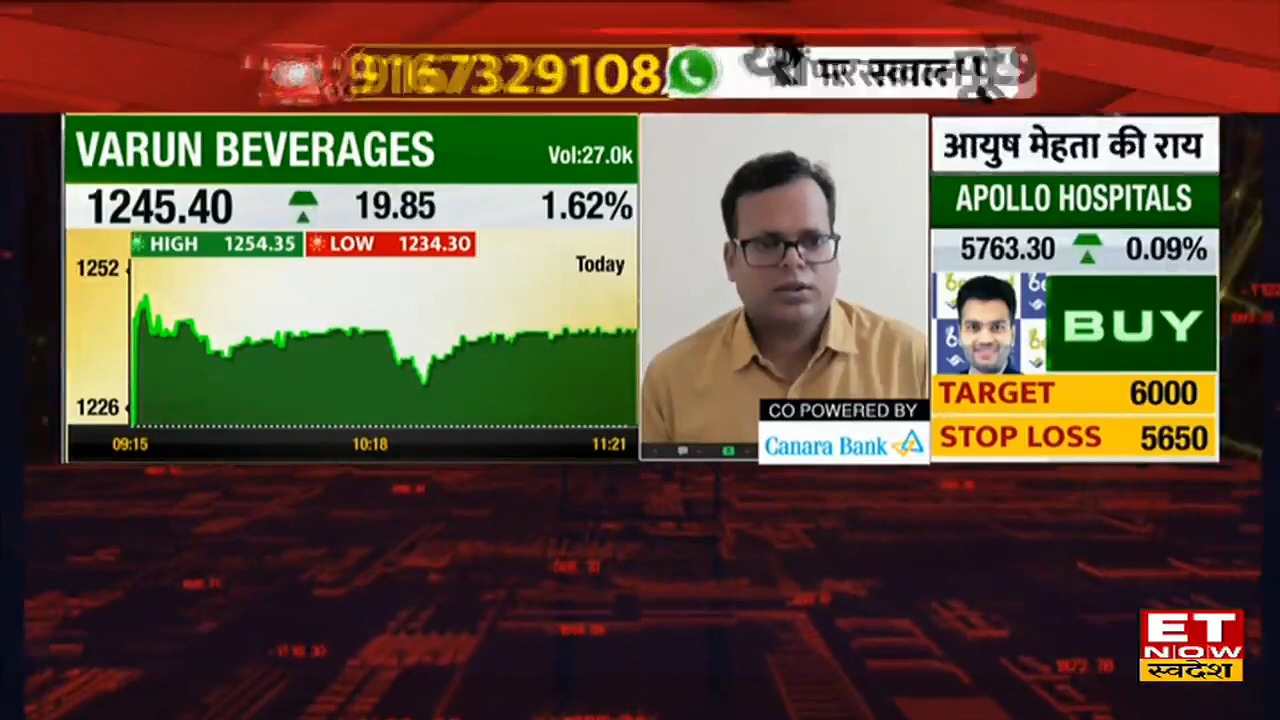 9167329108
VARUN BEVERAGES
Vol:27.0k
1245.40 19.85 1.62%
HIGH 1254.35 LOW 1234.30
Today
1252
1226
09:15 10:18 11:21
CO POWERED BY
Canara Bank
आयुष मेहता की राय
APOLLO HOSPITALS
5763.30 0.09%
BUY
TARGET 6000
STOP LOSS 5650
ET
NOW
स्वदेश